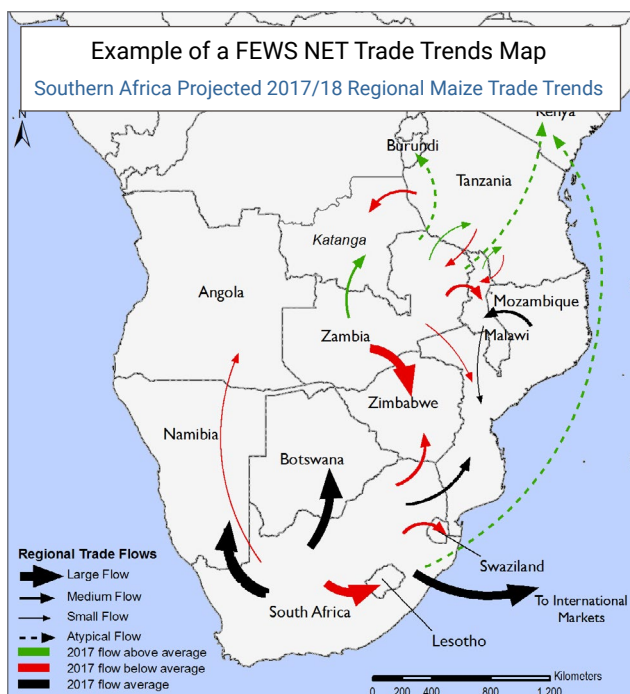 Example of a FEWS NET Trade Trends Map
Southern Africa Projected 2017/18 Regional Maize Trade Trends
N
Kenya
Burundi
Tanzania
Katanga
Angola
Mozambique
Zambia
Malawi
Zimbabwe
Namibia
Botswana
Regional Trade Flows
Large Flow
Medium Flow
Small Flow
Atypical Flow
2017 flow above average
2017 flow below average
2017 flow average
Swaziland
South Africa
To International
Markets
Lesotho
Kilometers
0 200 400 800 1,200